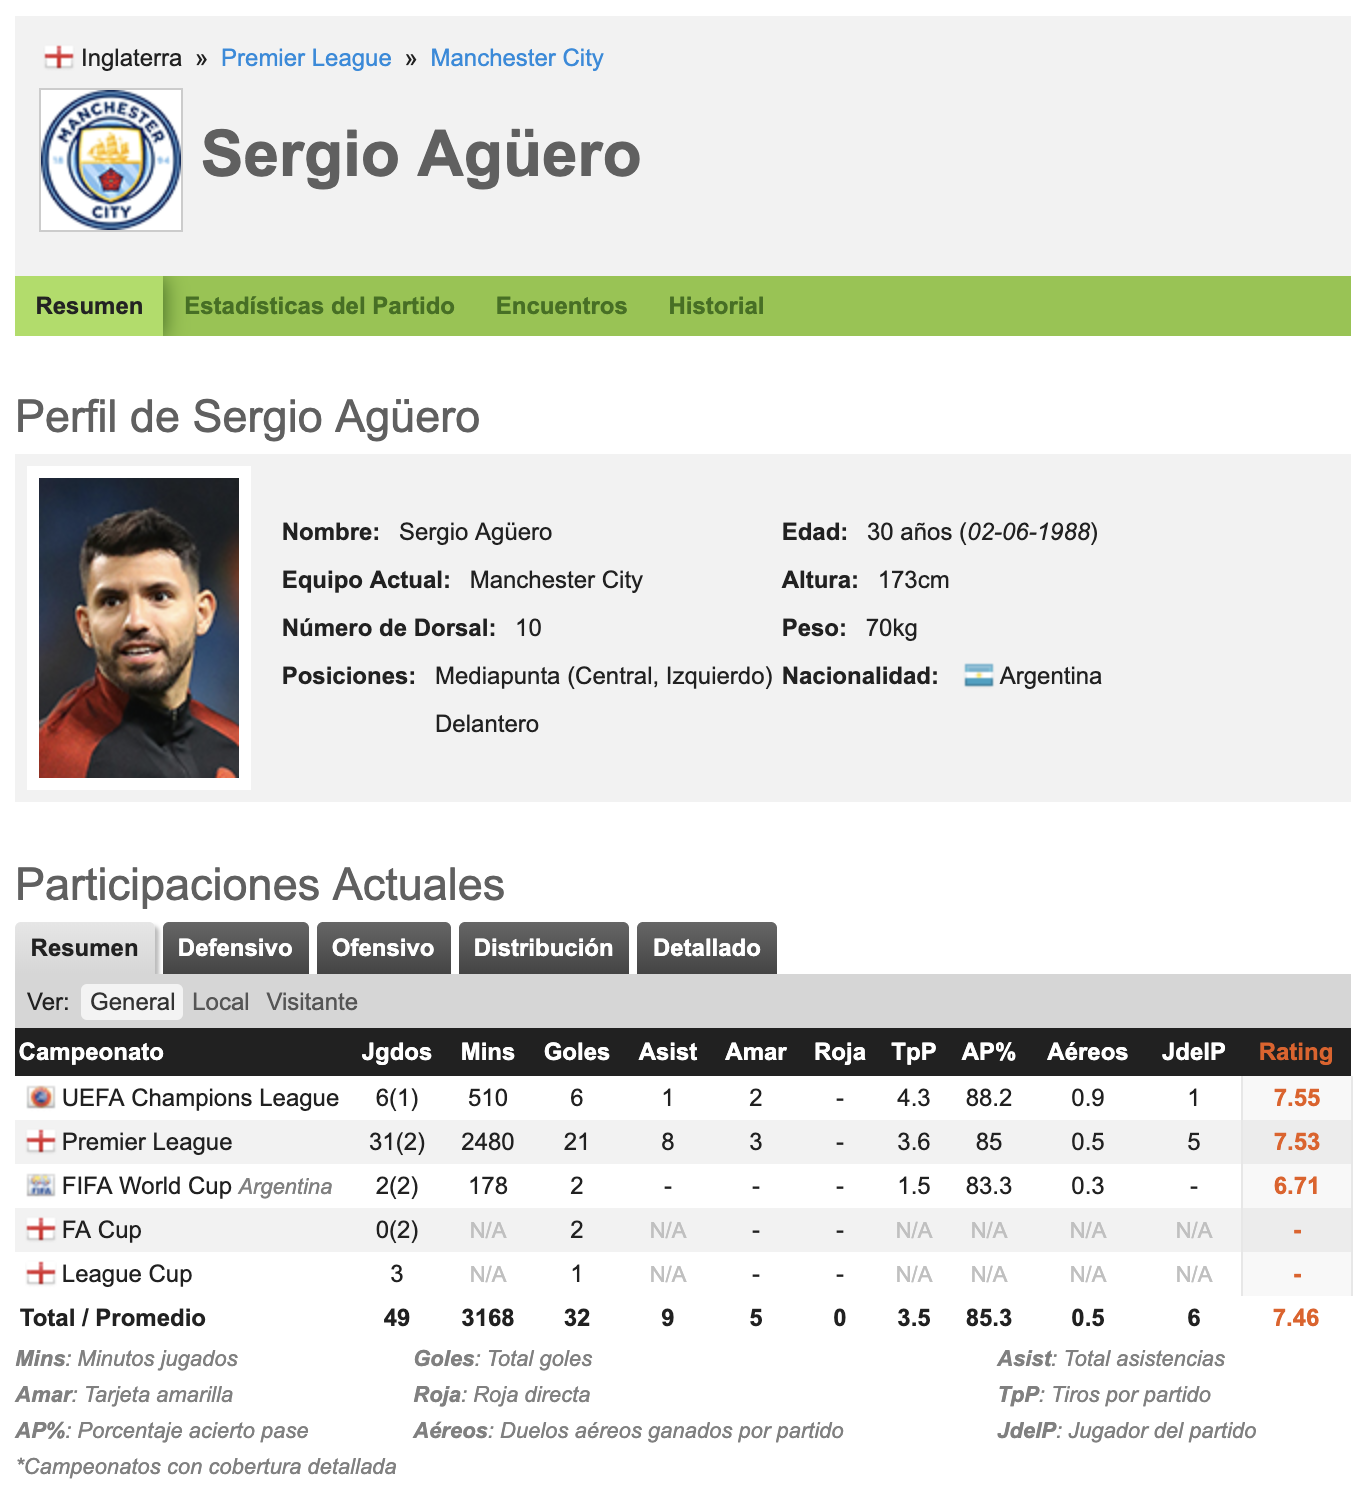 Inglaterra » Premier League » Manchester City
MANCHESTER
18 94
CITY
Sergio Agüero
Resumen Estadísticas del Partido Encuentros Historial
Perfil de Sergio Agüero
Nombre: Sergio Agüero Edad: 30 años (02-06-1988)
Equipo Actual: Manchester City Altura: 173cm
Número de Dorsal: 10 Peso: 70kg
Posiciones: Mediapunta (Central, Izquierdo) Nacionalidad: Argentina
Delantero
Participaciones Actuales
Resumen Defensivo Ofensivo Distribución Detallado
Ver: General Local Visitante
Campeonato Jgdos Mins Goles Asist Amar Roja TpP AP% Aéreos JdelP Rating
UEFA Champions League 6(1) 510 6 1 2 - 4.3 88.2 0.9 1 7.55
Premier League 31(2) 2480 21 8 3 - 3.6 85 0.5 5 7.53
FIFA World Cup Argentina 2(2) 178 2 - - - 1.5 83.3 0.3 - 6.71
FA Cup 0(2) N/A 2 N/A - - N/A N/A N/A N/A -
League Cup 3 N/A 1 N/A - - N/A N/A N/A N/A -
Total / Promedio 49 3168 32 9 5 0 3.5 85.3 0.5 6 7.46
Mins: Minutos jugados Goles: Total goles Asist: Total asistencias
Amar: Tarjeta amarilla Roja: Roja directa TpP: Tiros por partido
AP%: Porcentaje acierto pase Aéreos: Duelos aéreos ganados por partido JdelP: Jugador del partido
*Campeonatos con cobertura detallada